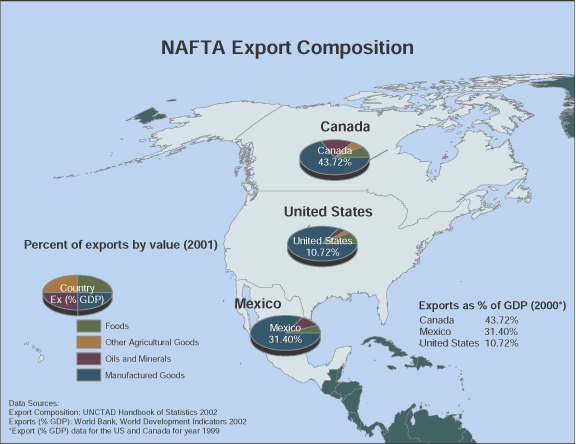 NAFTA Export Composition
Canada
Canada
43.72%
United States
United States
10.72%
Percent of exports by value (2001)
Country
Ex (% GDP)
Foods
Other Agricultural Goods
Oils and Minerals
Manufactured Goods
Mexico
Mexico
31.40%
Exports as % of GDP (2000*)
Canada 43.72%
Mexico 31.40%
United States 10.72%
Data Sources:
Export Composition: UNCTAD Handbook of Statistics 2002
Exports (% GDP): World Bank, World Development Indicators 2002
*Export (% GDP) data for the US and Canada for year 1999